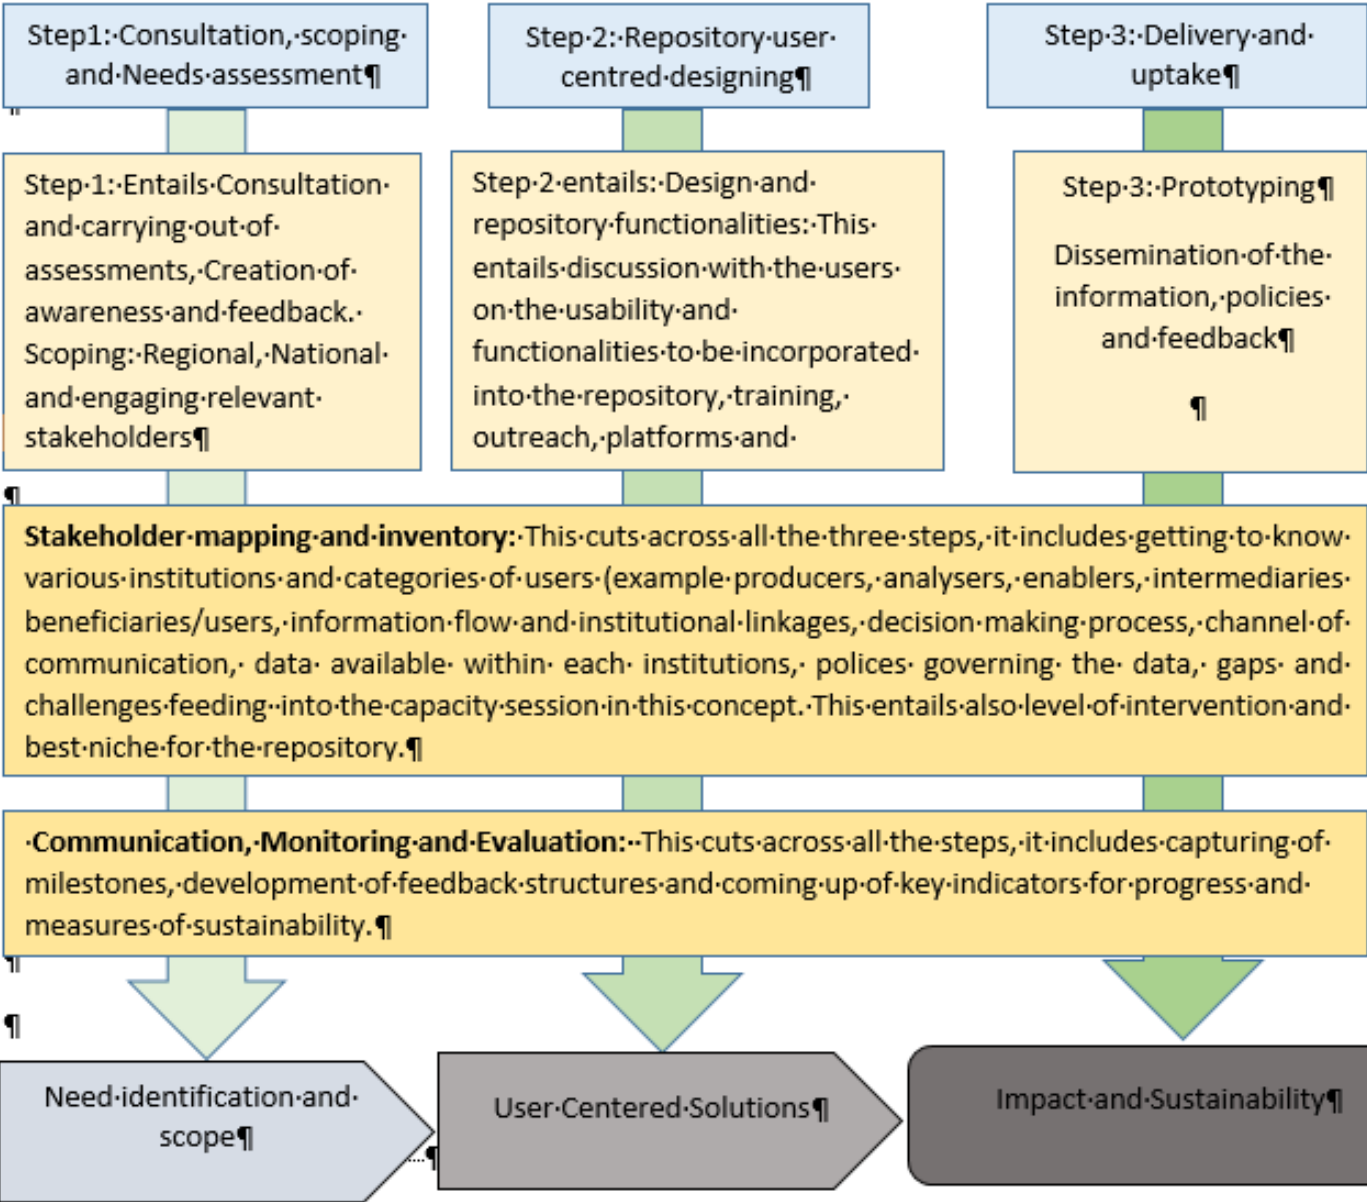 Step1: Consultation, scoping
and Needs assessment¶
Step 2: Repository user
centred designing¶
Step 3: Delivery and
uptake¶
Step 1: Entails Consultation
and carrying out of
assessments, Creation of
awareness and feedback.
Scoping: Regional, National
and engaging relevant
stakeholders¶
Step 2 entails: Design and
repository functionalities: This
entails discussion with the users
on the usability and
functionalities to be incorporated
into the repository, training,
outreach, platforms and
Step 3: Prototyping¶
Dissemination of the
information, policies
and feedback¶
¶
Stakeholder mapping and inventory: This cuts across all the three steps, it includes getting to know
various institutions and categories of users (example producers, analysers, enablers, intermediaries
beneficiaries/users, information flow and institutional linkages, decision making process, channel of
communication, data available within each institutions, polices governing the data, gaps and
challenges feeding into the capacity session in this concept. This entails also level of intervention and
best niche for the repository.¶
Communication, Monitoring and Evaluation: This cuts across all the steps, it includes capturing of
milestones, development of feedback structures and coming up of key indicators for progress and
measures of sustainability.¶
Need identification and
scope¶
User Centered Solutions¶
Impact and Sustainability¶